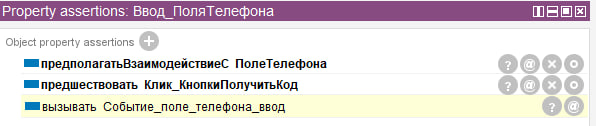 Property assertions: Ввод_ПоляТелефона
Object property assertions
предполагатьВзаимодействиеС ПолеТелефона
предшествовать Клик_КнопкиПолучитьКод
вызывать Событие_поле_телефона_ввод